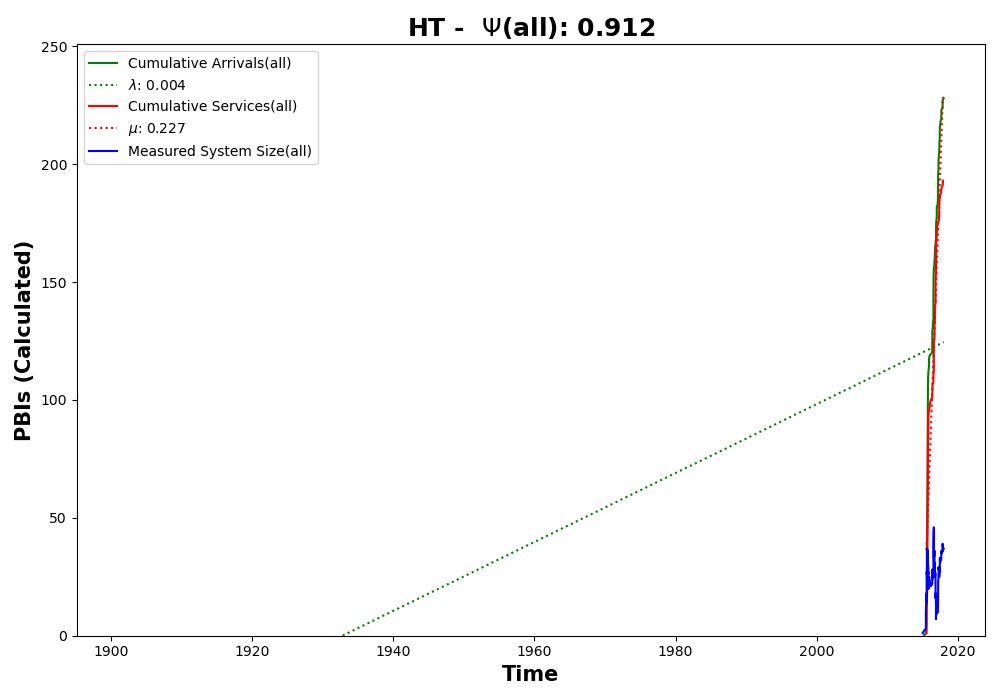 HT -  Ψ(all): 0.912
Cumulative Arrivals(all)
λ: 0.004
Cumulative Services(all)
μ: 0.227
Measured System Size(all)
PBIs (Calculated)
250
200
150
100
50
0
1900 1920 1940 1960 1980 2000 2020
Time